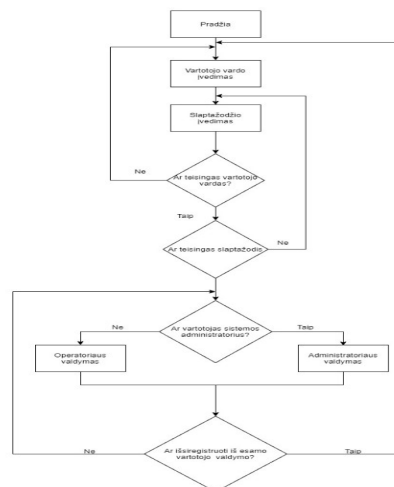 Pradžia
Vartotojo vardo
įvedimas
Slaptažodžio
įvedimas
Ne
Ar teisingas vartotojo
vardas?
Taip
Ar teisingas slaptažodis
Ne
Ne
Ar vartotojas sistemos
administratorius?
Taip
Operatoriaus
valdymas
Administratoriaus
valdymas
Ne
Ar išsiregistruoti iš esamo
vartotojo valdymo?
Taip